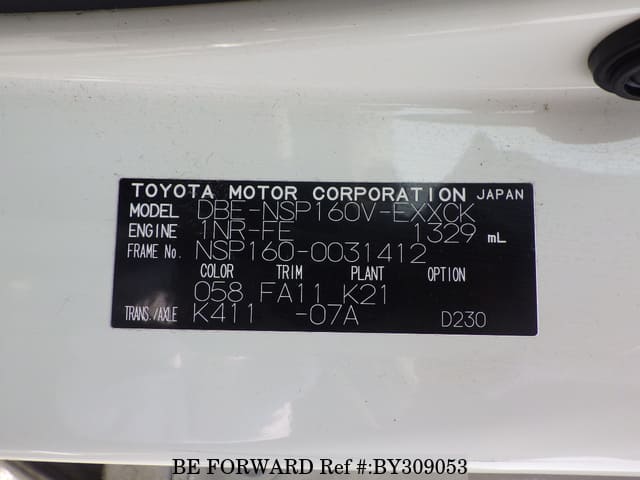 TOYOTA MOTOR CORPORATION JAPAN
MODEL DBE-NSP160V-EXXCK
ENGINE 1NR-FE 1329 mL
FRAME No. NSP160-0031412
COLOR TRIM PLANT OPTION
058 FA11 K21
TRANS./AXLE K411 -07A D230
BE FORWARD Ref #:BY309053